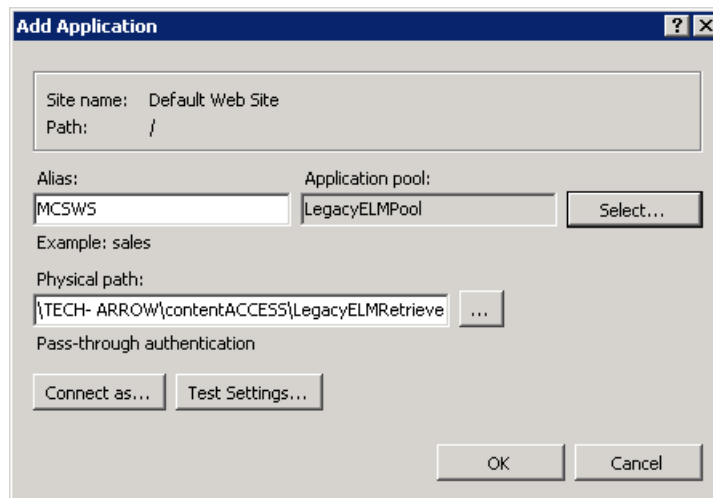 Add Application
Site name: Default Web Site
Path: /
Alias: Application pool:
MCSWS LegacyELMPool Select...
Example: sales
Physical path:
\TECH- ARROW\contentACCESS\LegacyELMRetrieve ...
Pass-through authentication
Connect as... Test Settings...
OK Cancel